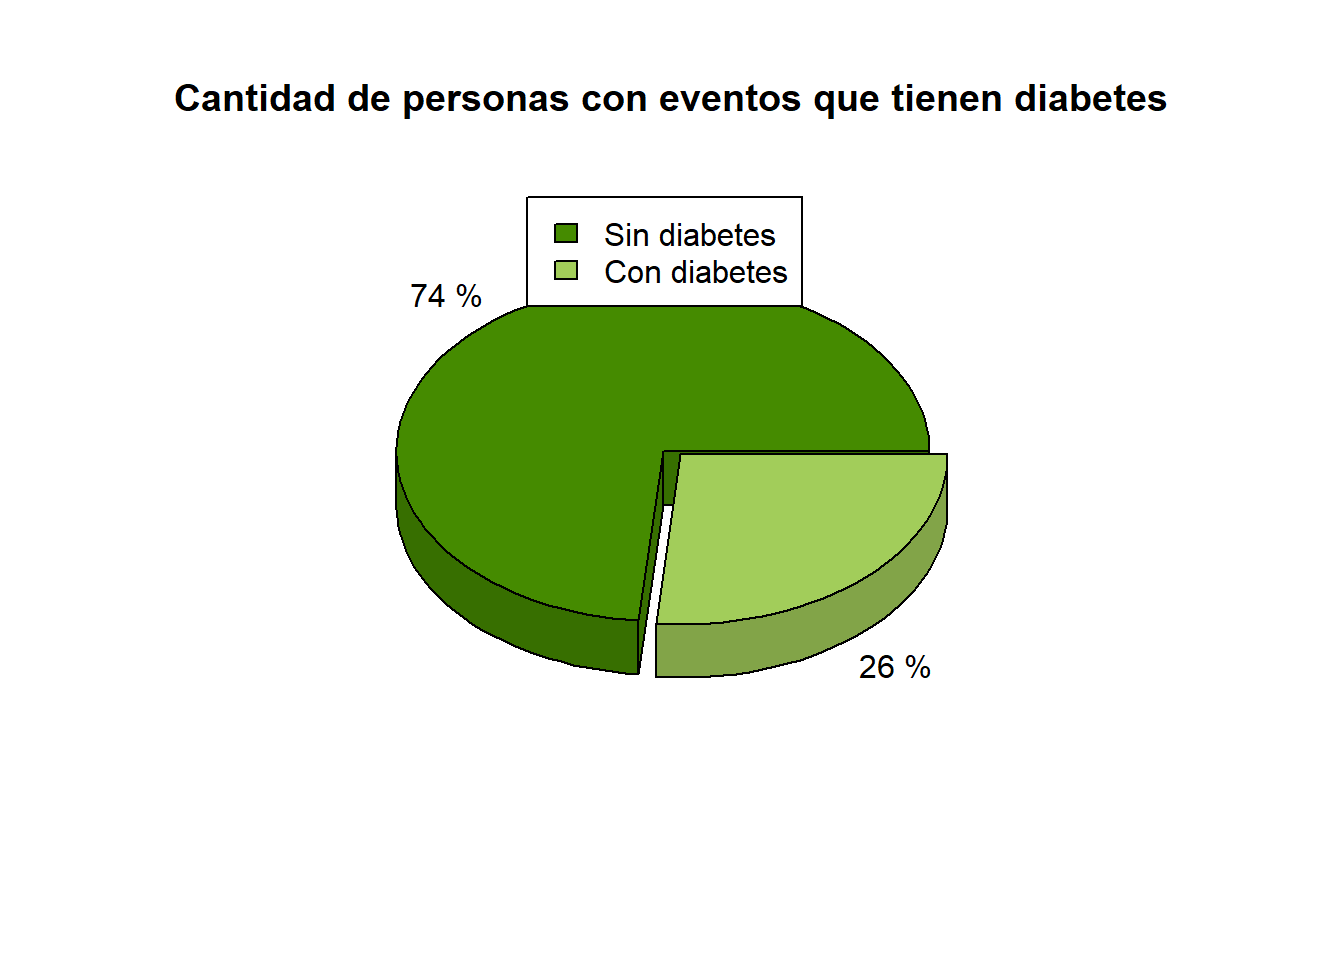 Cantidad de personas con eventos que tienen diabetes
Sin diabetes
Con diabetes
74 %
26 %